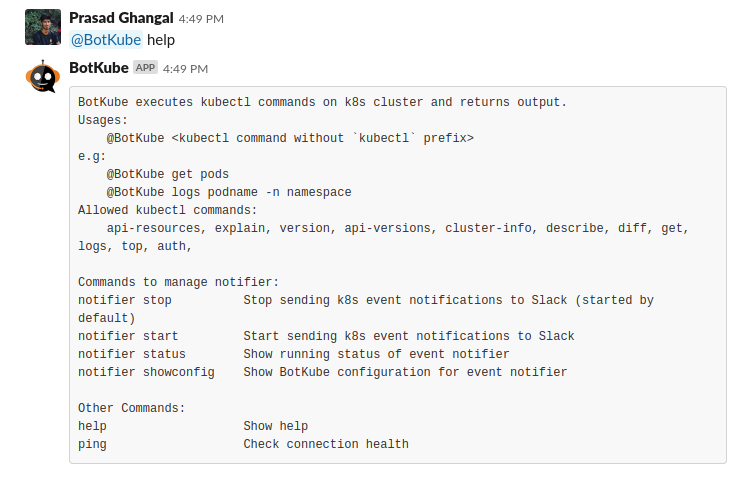 Prasad Ghangal 4:49 PM
@BotKube help
BotKube APP 4:49 PM
BotKube executes kubectl commands on k8s cluster and returns output.
Usages:
    @BotKube <kubectl command without `kubectl` prefix>
e.g:
    @BotKube get pods
    @BotKube logs podname -n namespace
Allowed kubectl commands:
    api-resources, explain, version, api-versions, cluster-info, describe, diff, get,
logs, top, auth,

Commands to manage notifier:
notifier stop          Stop sending k8s event notifications to Slack (started by
default)
notifier start         Start sending k8s event notifications to Slack
notifier status        Show running status of event notifier
notifier showconfig    Show BotKube configuration for event notifier

Other Commands:
help                   Show help
ping                   Check connection health